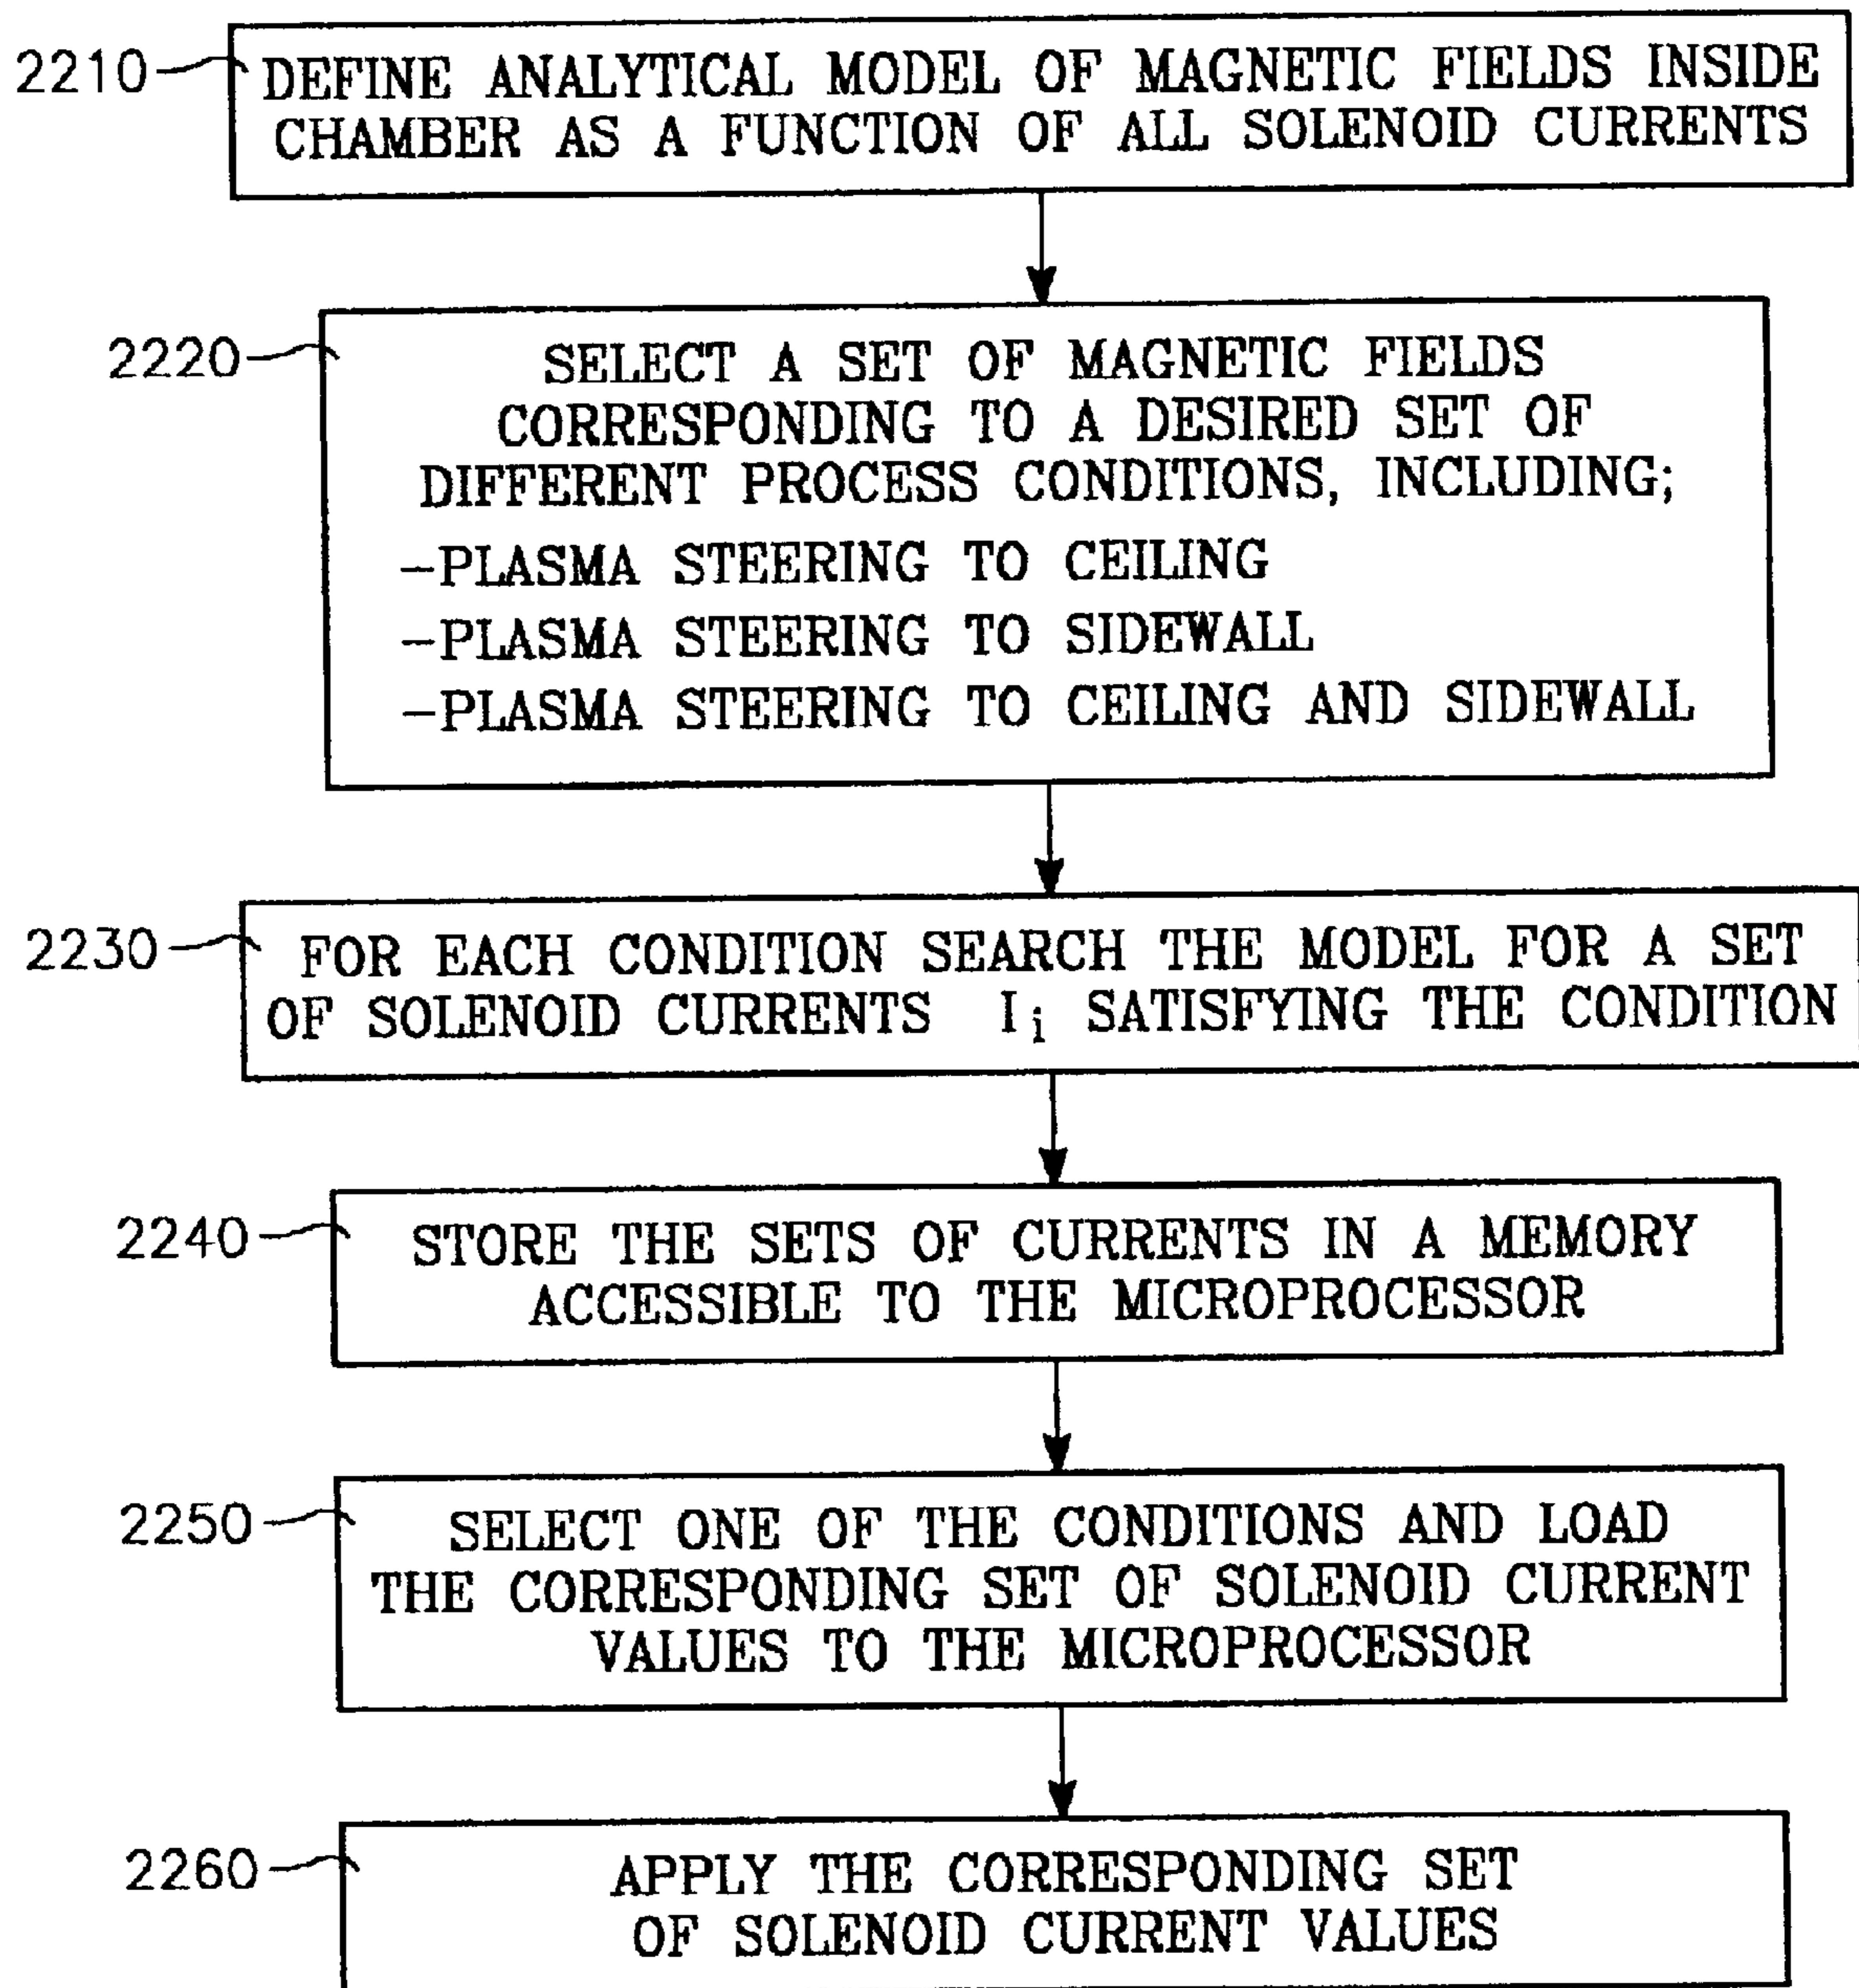 2210
DEFINE ANALYTICAL MODEL OF MAGNETIC FIELDS INSIDE
CHAMBER AS A FUNCTION OF ALL SOLENOID CURRENTS
2220
SELECT A SET OF MAGNETIC FIELDS
CORRESPONDING TO A DESIRED SET OF
DIFFERENT PROCESS CONDITIONS, INCLUDING;
-PLASMA STEERING TO CEILING
-PLASMA STEERING TO SIDEWALL
-PLASMA STEERING TO CEILING AND SIDEWALL
2230
FOR EACH CONDITION SEARCH THE MODEL FOR A SET
OF SOLENOID CURRENTS Ii SATISFYING THE CONDITION
2240
STORE THE SETS OF CURRENTS IN A MEMORY
ACCESSIBLE TO THE MICROPROCESSOR
2250
SELECT ONE OF THE CONDITIONS AND LOAD
THE CORRESPONDING SET OF SOLENOID CURRENT
VALUES TO THE MICROPROCESSOR
2260
APPLY THE CORRESPONDING SET
OF SOLENOID CURRENT VALUES